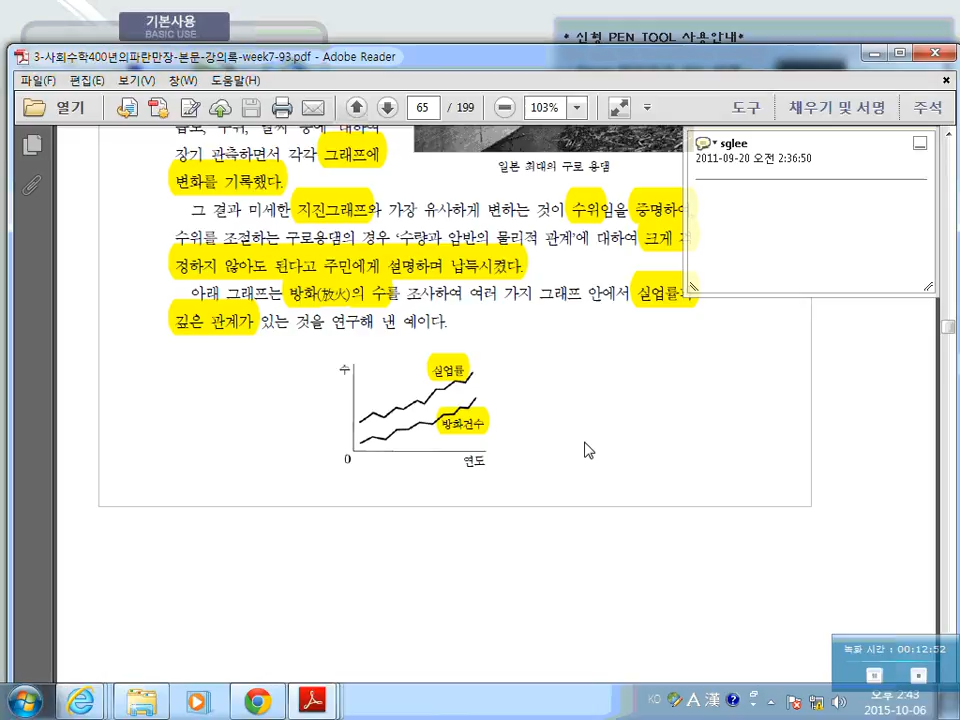 기본사용
BASIC USE
* 신형 PEN TOOL 사용안내*
3-사회수학400년의파란만장-본문-강의록-week7-93.pdf - Adobe Reader
파일(F) 편집(E) 보기(V) 창(W) 도움말(H)
열기 65 / 199 103% 도구 채우기 및 서명 주석
장기 관측하면서 각각 그래프에
변화를 기록했다.
일본 최대의 구로 용댐
sglee
2011-09-20 오전 2:36:50
그 결과 미세한 지진그래프와 가장 유사하게 변하는 것이 수위임을 증명하여,
수위를 조절하는 구로용댐의 경우 '수량과 암반의 물리적 관계'에 대하여 크게
정하지 않아도 된다고 주민에게 설명하며 납득시켰다.
아래 그래프는 방화(放火)의 수를 조사하여 여러 가지 그래프 안에서 실업률
깊은 관계가 있는 것을 연구해 낸 예이다.
수
실업률
방화건수
0
연도
녹화 시간 : 00:12:52
KO A 漢
오후 2:43
2015-10-06